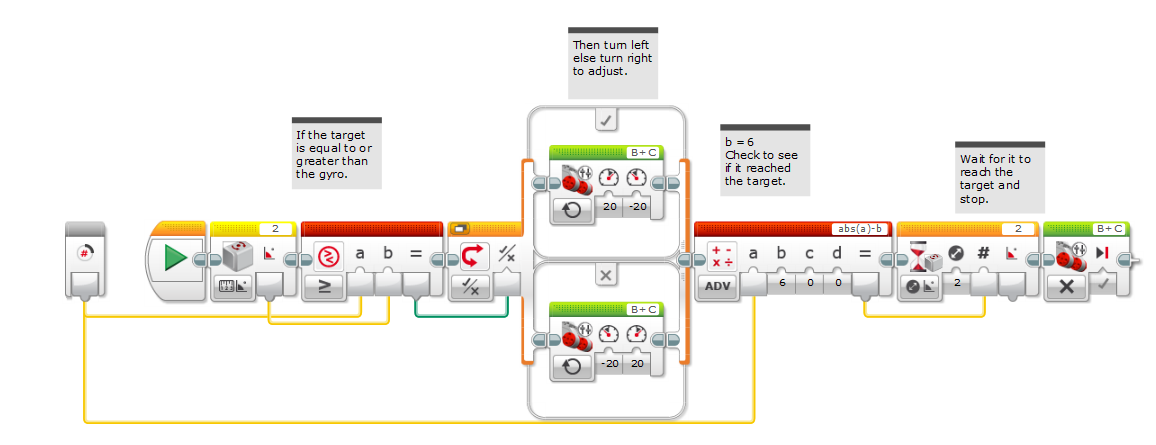 Then turn left
else turn right
to adjust.
If the target
is equal to or
greater than
the gyro.
b = 6
Check to see
if it reached
the target.
Wait for it to
reach the
target and
stop.
B+C
20 -20
#
2
a b =
≥
abs(a)-b
a b c d =
+ -
x ÷
ADV
6 0 0
2
#
2
B+C
B+C
-20 20